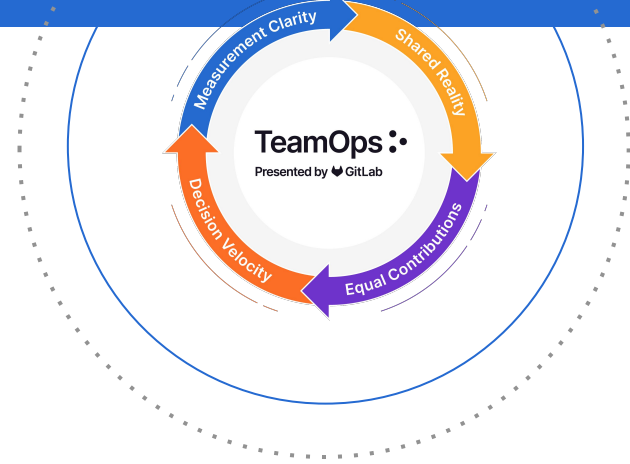 Measurement Clarity
Shared Reality
TeamOps
Presented by GitLab
Decision Velocity
Equal Contributions